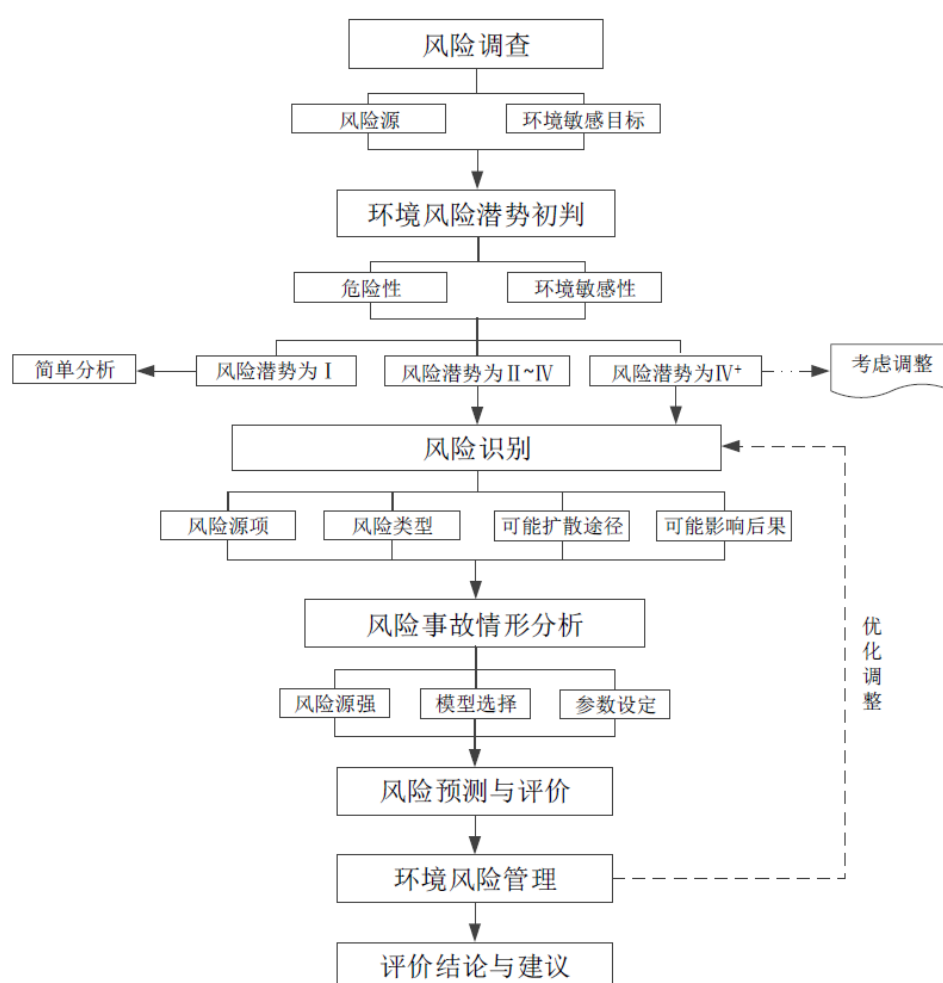 风险调查
风险源
环境敏感目标
环境风险潜势初判
危险性
环境敏感性
简单分析
风险潜势为Ⅰ
风险潜势为Ⅱ~Ⅳ
风险潜势为Ⅳ+
考虑调整
风险识别
风险源项
风险类型
可能扩散途径
可能影响后果
风险事故情形分析
优化调整
风险源强
模型选择
参数设定
风险预测与评价
环境风险管理
评价结论与建议